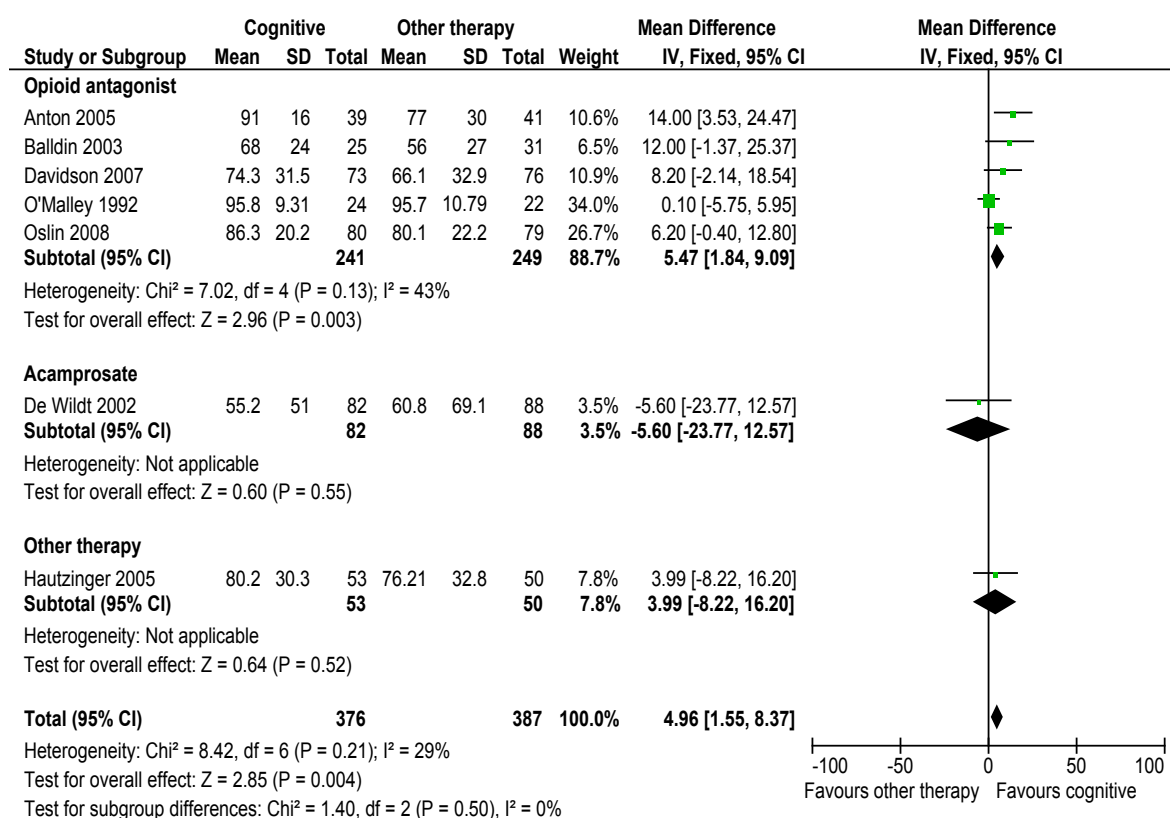 Cognitive Other therapy Mean Difference Mean Difference
Study or Subgroup Mean SD Total Mean SD Total Weight IV, Fixed, 95% CI IV, Fixed, 95% CI
Opioid antagonist
Anton 2005 91 16 39 77 30 41 10.6% 14.00 [3.53, 24.47]
Balldin 2003 68 24 25 56 27 31 6.5% 12.00 [-1.37, 25.37]
Davidson 2007 74.3 31.5 73 66.1 32.9 76 10.9% 8.20 [-2.14, 18.54]
O'Malley 1992 95.8 9.31 24 95.7 10.79 22 34.0% 0.10 [-5.75, 5.95]
Oslin 2008 86.3 20.2 80 80.1 22.2 79 26.7% 6.20 [-0.40, 12.80]
Subtotal (95% CI) 241 249 88.7% 5.47 [1.84, 9.09]
Heterogeneity: Chi² = 7.02, df = 4 (P = 0.13); I² = 43%
Test for overall effect: Z = 2.96 (P = 0.003)
Acamprosate
De Wildt 2002 55.2 51 82 60.8 69.1 88 3.5% -5.60 [-23.77, 12.57]
Subtotal (95% CI) 82 88 3.5% -5.60 [-23.77, 12.57]
Heterogeneity: Not applicable
Test for overall effect: Z = 0.60 (P = 0.55)
Other therapy
Hautzinger 2005 80.2 30.3 53 76.21 32.8 50 7.8% 3.99 [-8.22, 16.20]
Subtotal (95% CI) 53 50 7.8% 3.99 [-8.22, 16.20]
Heterogeneity: Not applicable
Test for overall effect: Z = 0.64 (P = 0.52)
Total (95% CI) 376 387 100.0% 4.96 [1.55, 8.37]
Heterogeneity: Chi² = 8.42, df = 6 (P = 0.21); I² = 29%
Test for overall effect: Z = 2.85 (P = 0.004)
Test for subgroup differences: Chi² = 1.40, df = 2 (P = 0.50), I² = 0%
-100 -50 0 50 100
Favours other therapy Favours cognitive